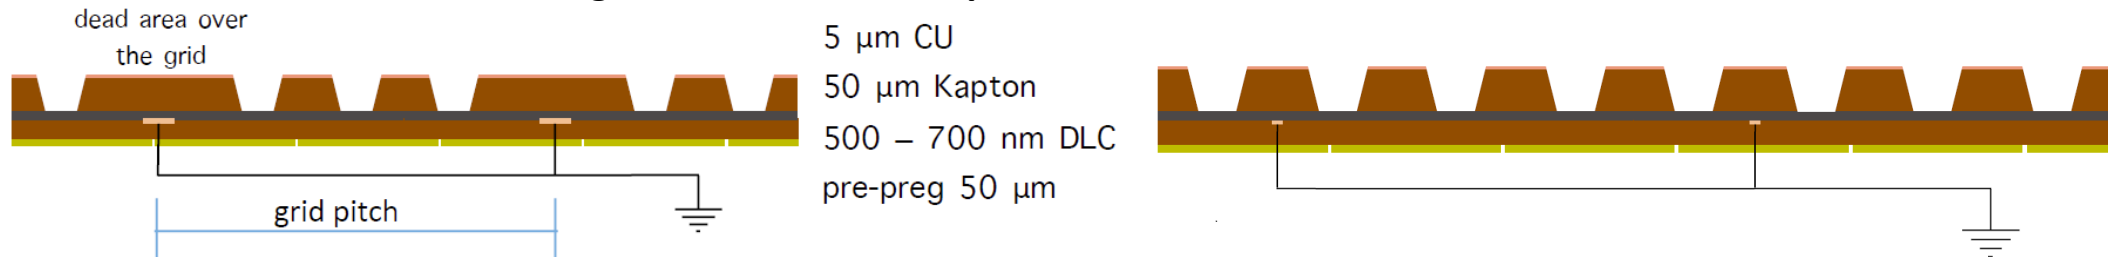 dead area over
the grid
5 μm CU
50 μm Kapton
500 – 700 nm DLC
pre-preg 50 μm
grid pitch